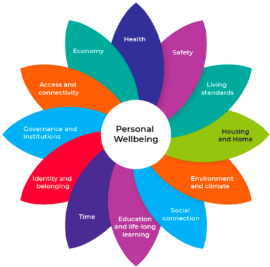 Health
Safety
Living
standards
Housing
and Home
Environment
and climate
Social
connection
Education
and life-long
learning
Time
Identity and
belonging
Governance and
institutions
Access and
connectivity
Economy
Personal
Wellbeing